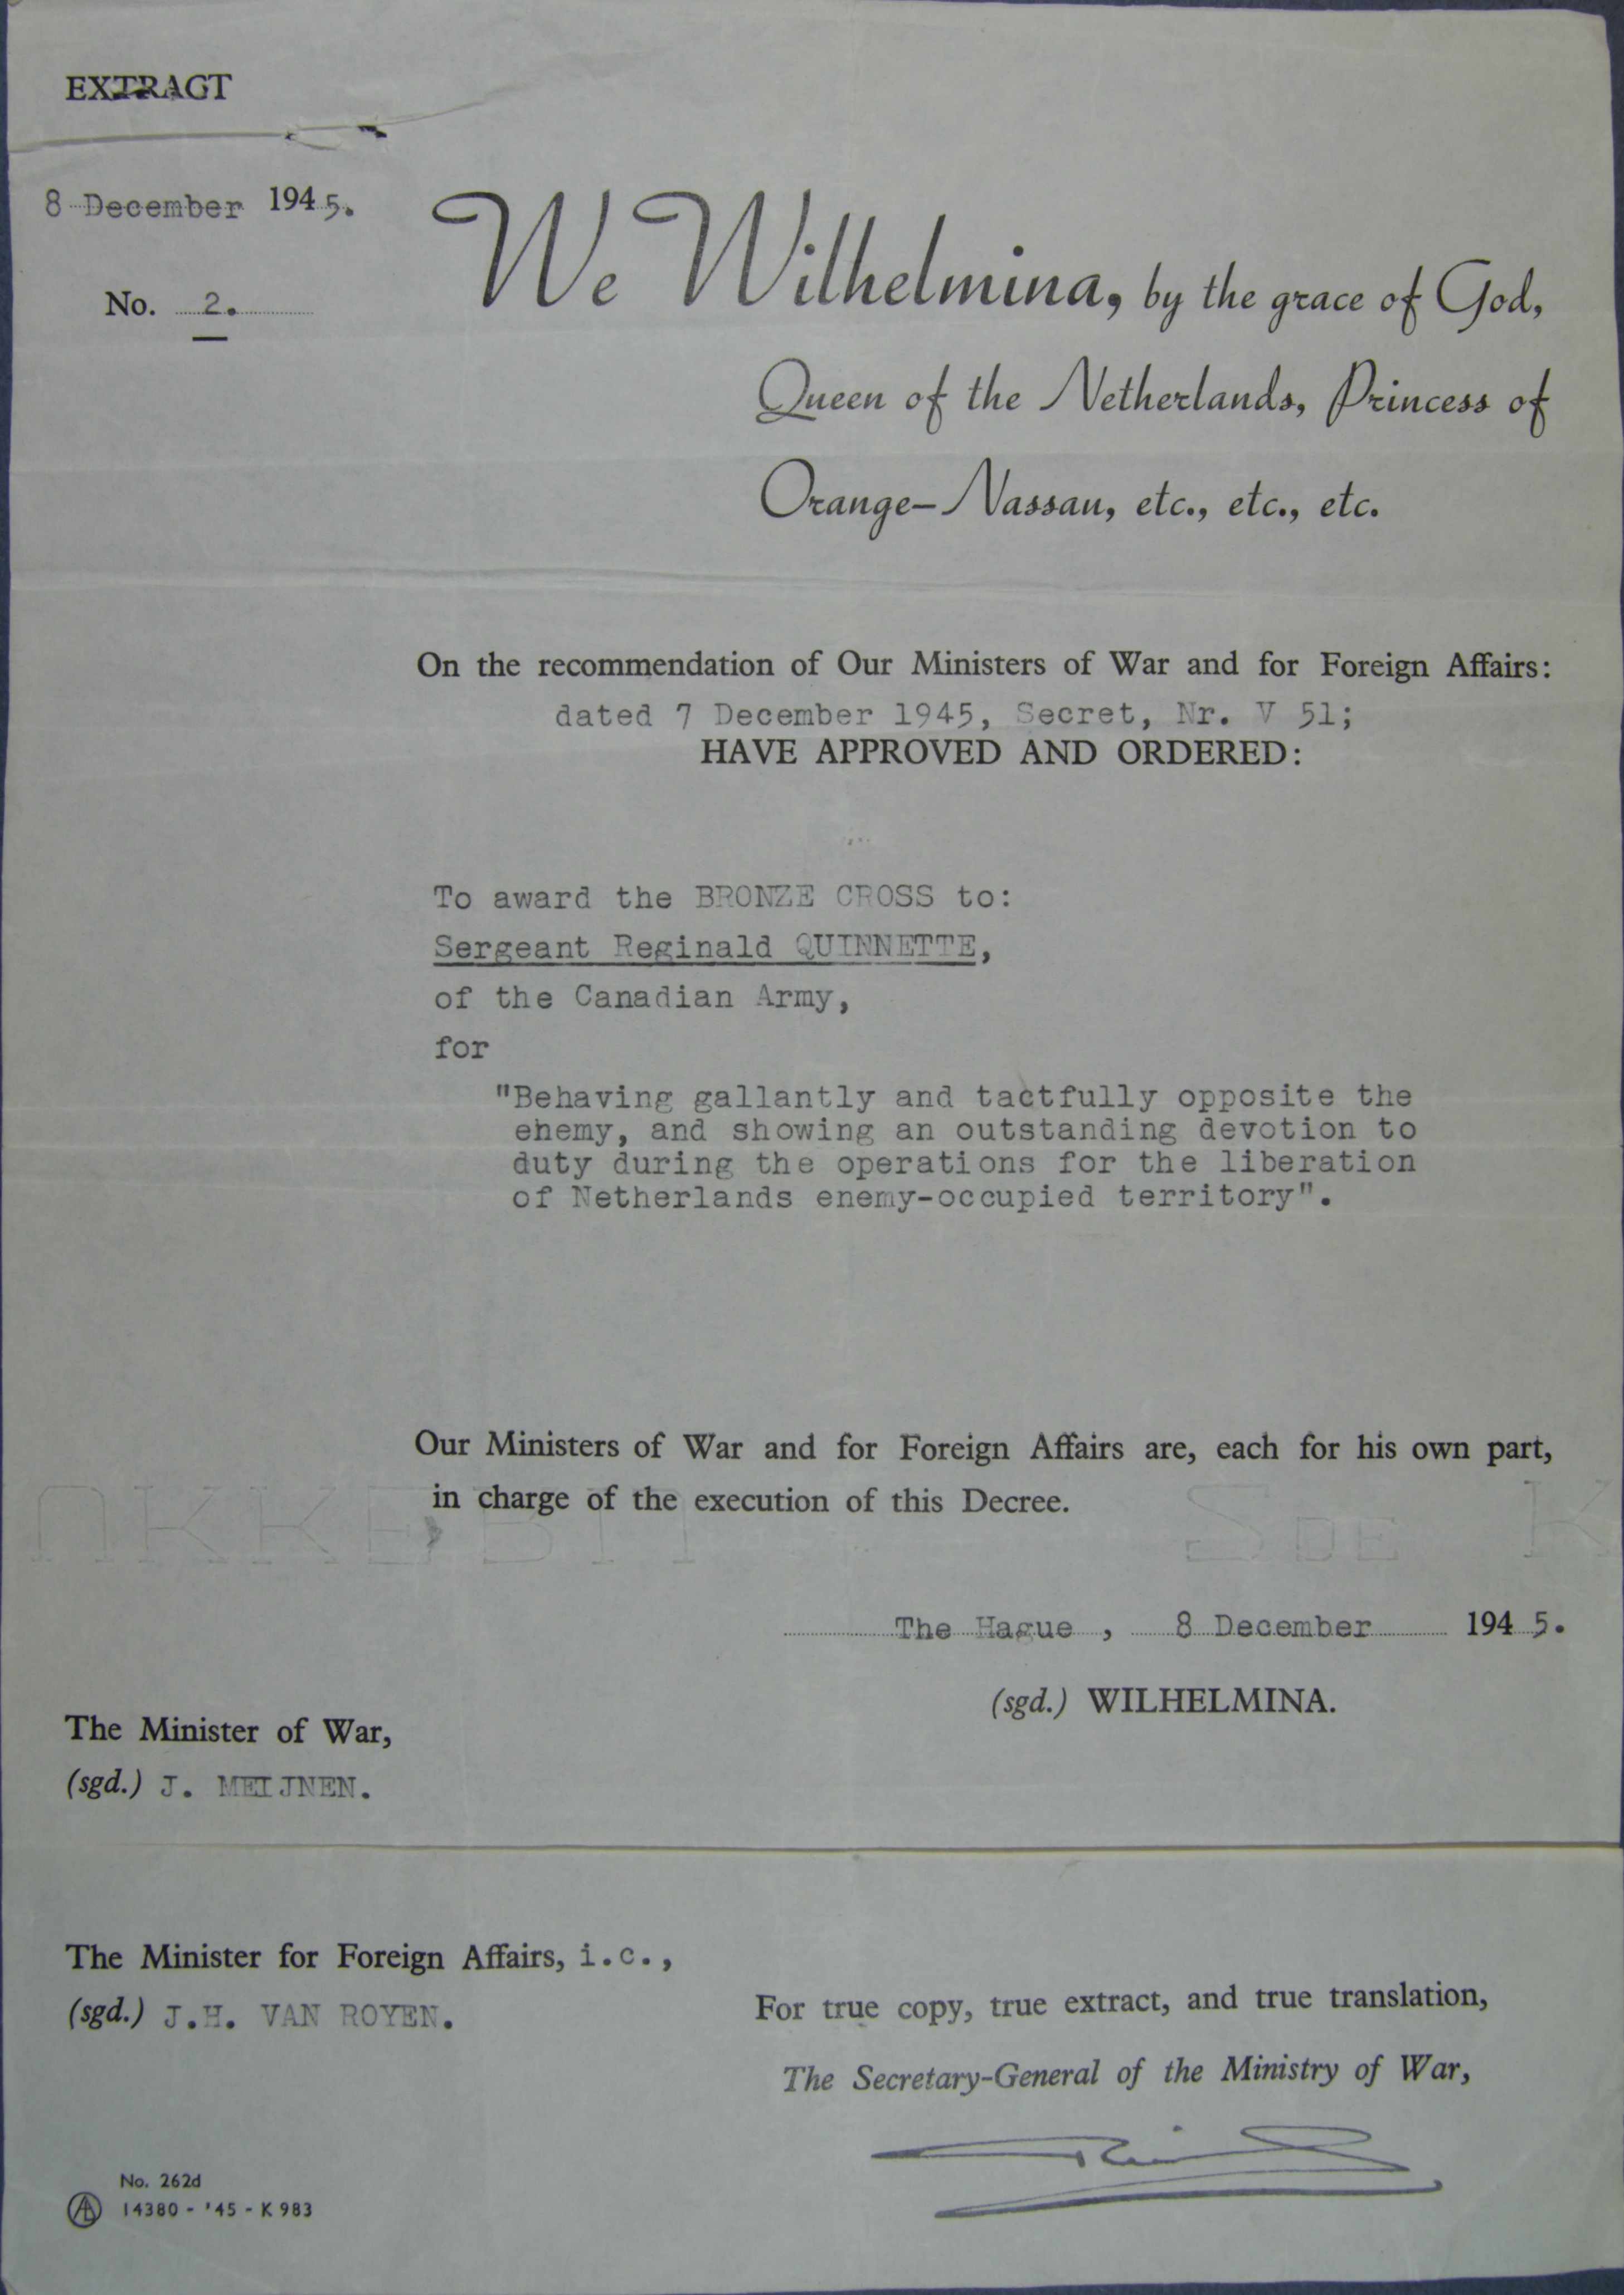 EXTRACT
8 December 1945.
No. 2.
We Wilhelmina, by the grace of God,
Queen of the Netherlands, Princess of
Orange-Nassau, etc., etc., etc.
On the recommendation of Our Ministers of War and for Foreign Affairs:
dated 7 December 1945, Secret, Nr. V 51;
HAVE APPROVED AND ORDERED:
To award the BRONZE CROSS to:
Sergeant Reginald QUINNETTE,
of the Canadian Army,
for
"Behaving gallantly and tactfully opposite the
enemy, and showing an outstanding devotion to
duty during the operations for the liberation
of Netherlands enemy-occupied territory".
Our Ministers of War and for Foreign Affairs are, each for his own part,
in charge of the execution of this Decree.
The Hague, 8 December 1945.
(sgd.) WILHELMINA.
The Minister of War,
(sgd.) J. MEIJNEN.
The Minister for Foreign Affairs, i.c.,
(sgd.) J.H. VAN ROYEN.
For true copy, true extract, and true translation,
The Secretary-General of the Ministry of War,
No. 262d
14380 - '45 - K 983